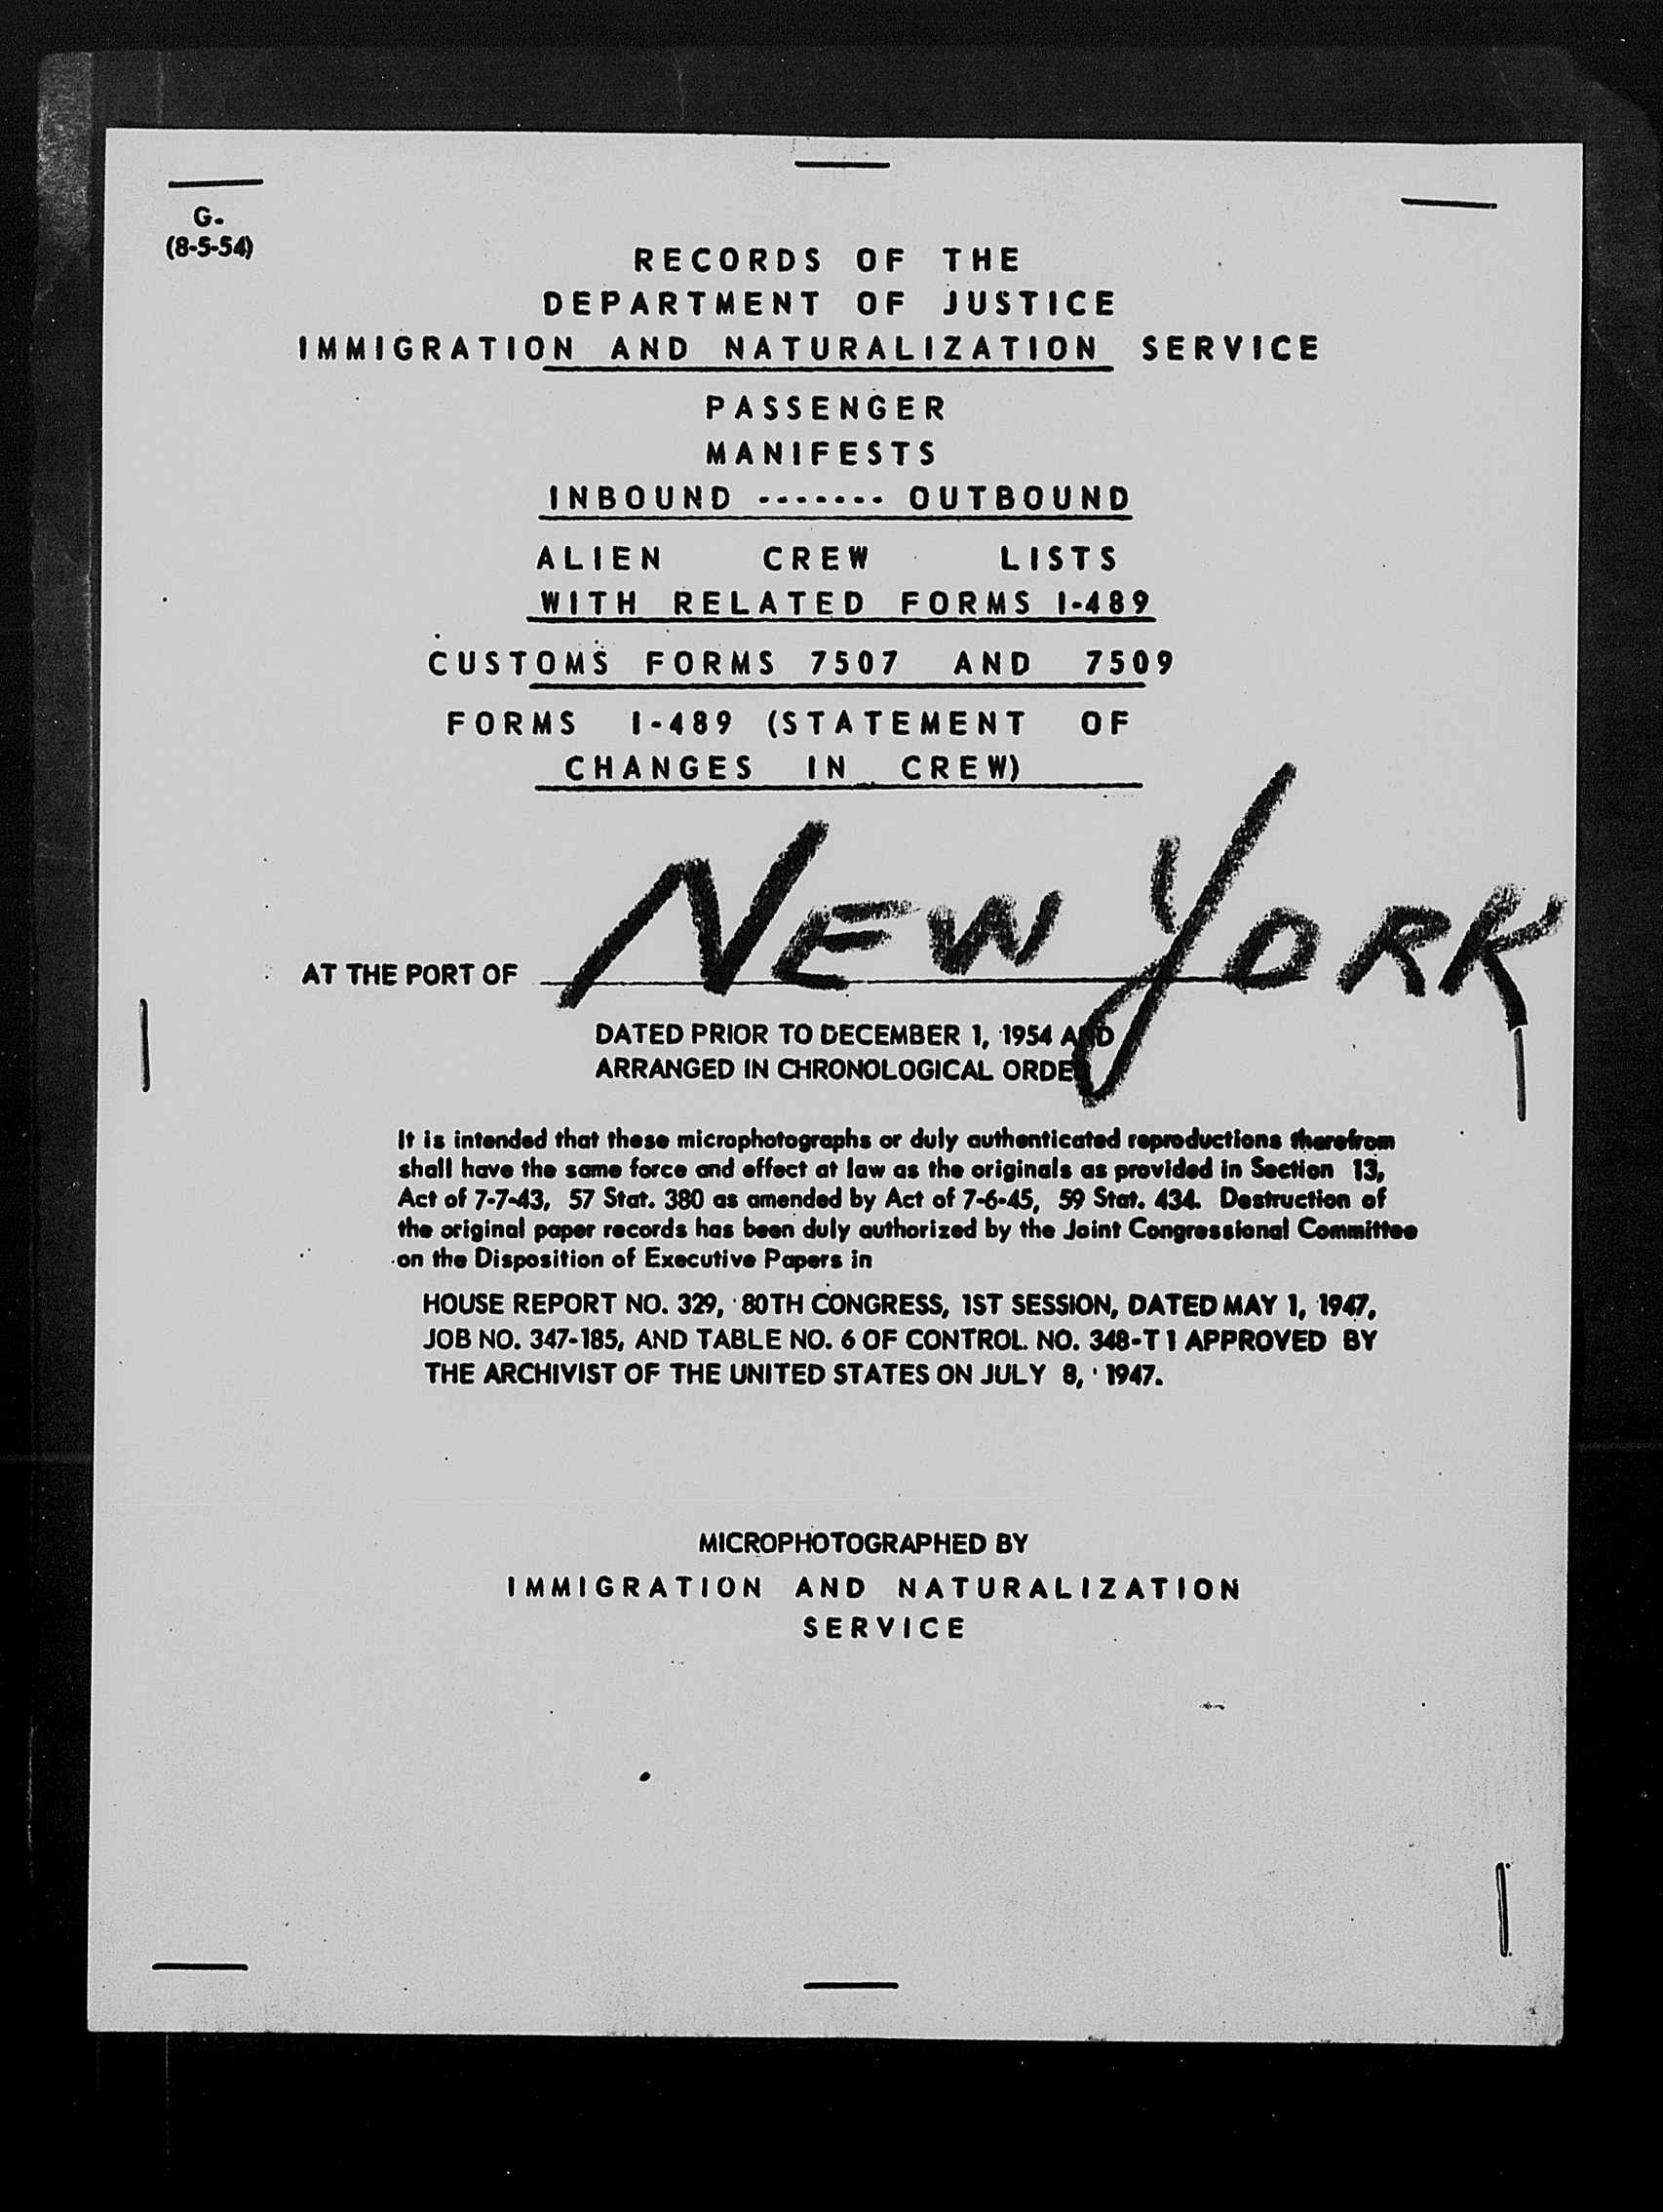 G-
(8-5-54)
RECORDS OF THE
DEPARTMENT OF JUSTICE
IMMIGRATION AND NATURALIZATION SERVICE
PASSENGER
MANIFESTS
INBOUND ------- OUTBOUND
ALIEN CREW LISTS
WITH RELATED FORMS I-489
CUSTOMS FORMS 7507 AND 7509
FORMS I-489 (STATEMENT OF
CHANGES IN CREW)
AT THE PORT OF NEW YORK
DATED PRIOR TO DECEMBER 1, 1954 AND
ARRANGED IN CHRONOLOGICAL ORDER
It is intended that these microphotographs or duly authenticated reproductions therefrom
shall have the same force and effect at law as the originals as provided in Section 13,
Act of 7-7-43, 57 Stat. 380 as amended by Act of 7-6-45, 59 Stat. 434. Destruction of
the original paper records has been duly authorized by the Joint Congressional Committee
on the Disposition of Executive Papers in
HOUSE REPORT NO. 329, 80TH CONGRESS, 1ST SESSION, DATED MAY 1, 1947,
JOB NO. 347-185, AND TABLE NO. 6 OF CONTROL NO. 348-T1 APPROVED BY
THE ARCHIVIST OF THE UNITED STATES ON JULY 8, 1947.
MICROPHOTOGRAPHED BY
IMMIGRATION AND NATURALIZATION
SERVICE